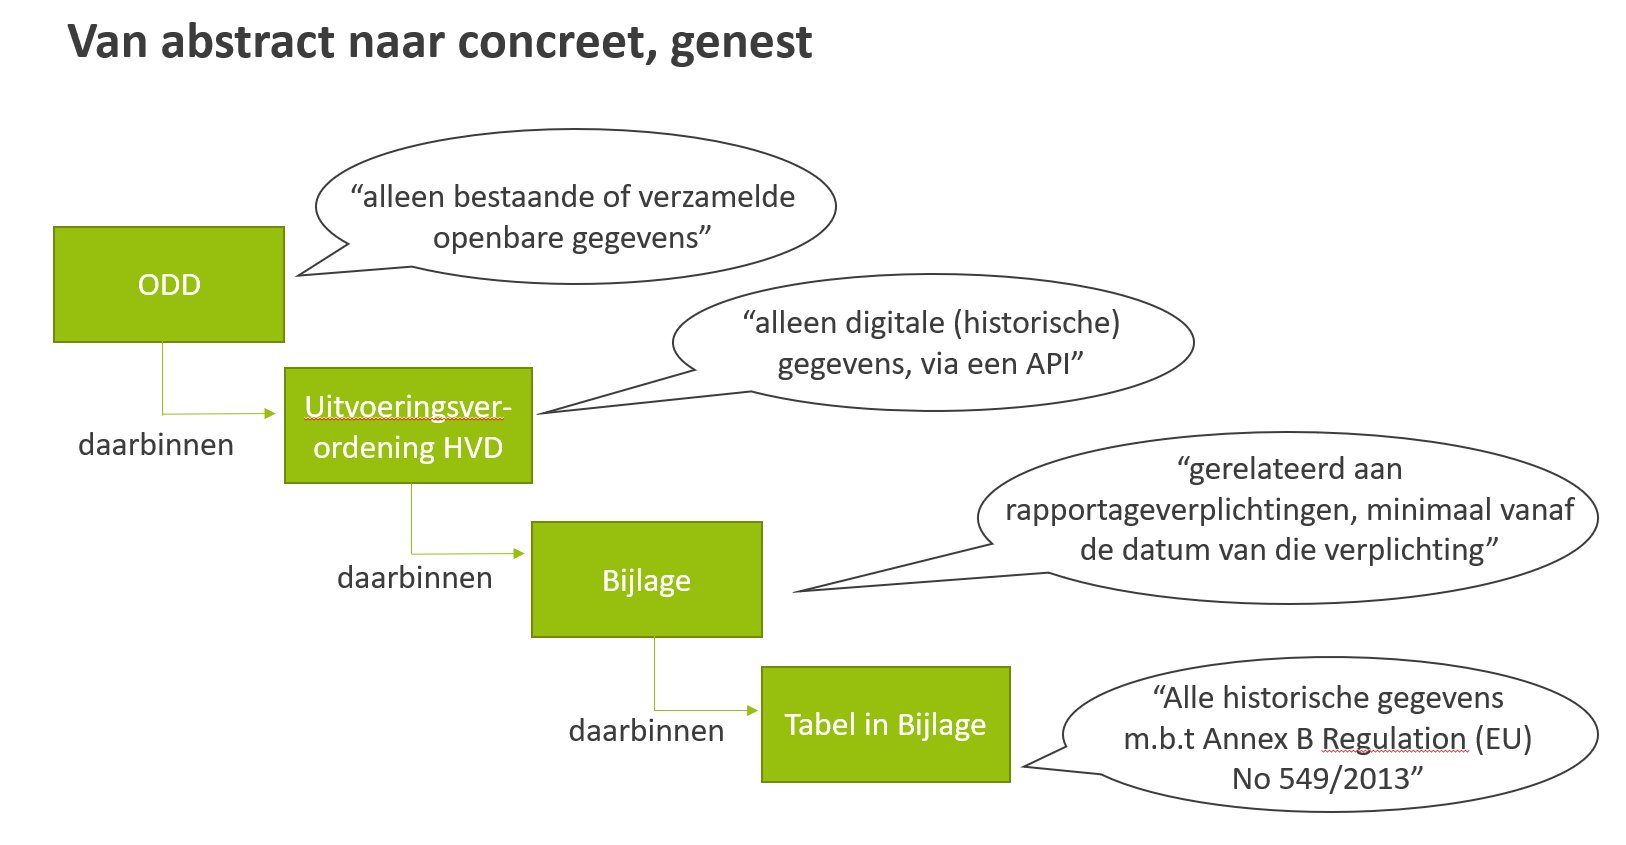 Van abstract naar concreet, genest
“alleen bestaande of verzamelde
openbare gegevens”
ODD
“alleen digitale (historische)
gegevens, via een API”
daarbinnen
Uitvoeringsver-
ordening HVD
“gerelateerd aan
rapportageverplichtingen, minimaal vanaf
de datum van die verplichting”
daarbinnen
Bijlage
“Alle historische gegevens
m.b.t Annex B Regulation (EU)
No 549/2013”
daarbinnen
Tabel in Bijlage